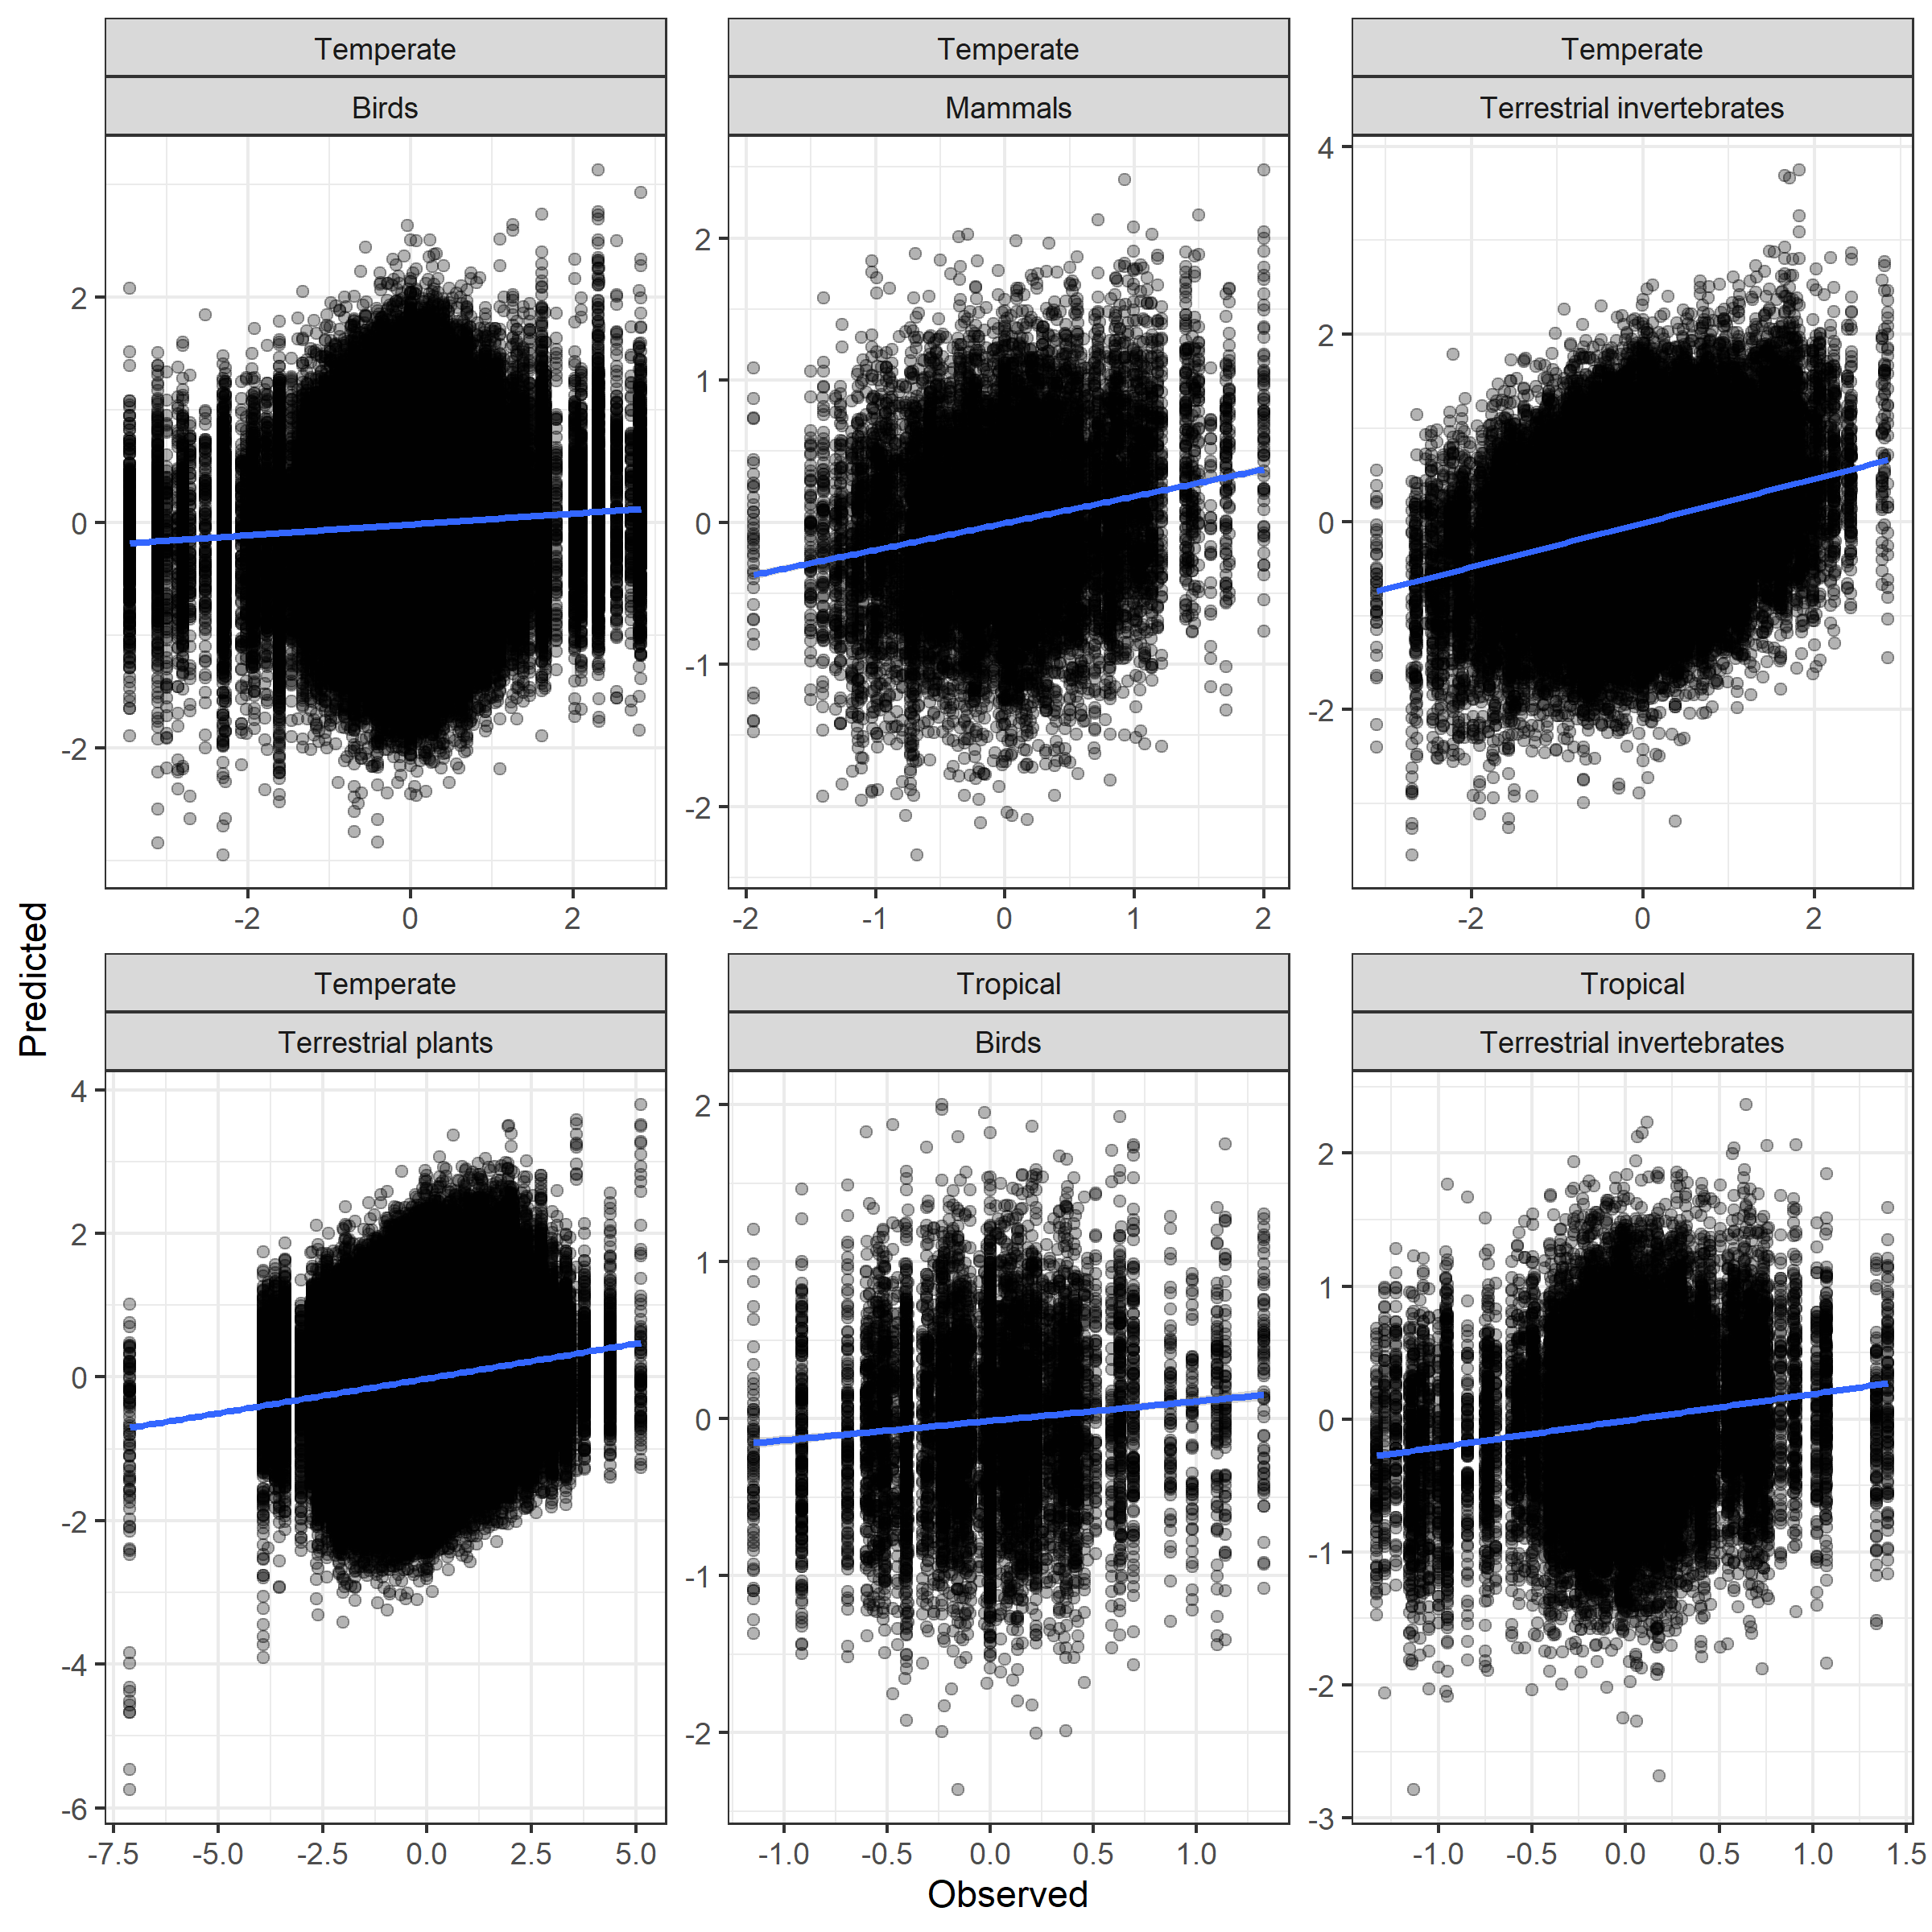 Temperate
Birds
2
0
-2
-2 0 2
Temperate
Mammals
2
1
0
-1
-2
-2 -1 0 1 2
Temperate
Terrestrial invertebrates
4
2
0
-2
-2 0 2
Predicted
Temperate
Terrestrial plants
4
2
0
-2
-4
-6
-7.5 -5.0 -2.5 0.0 2.5 5.0
Tropical
Birds
2
1
0
-1
-2
-1.0 -0.5 0.0 0.5 1.0
Tropical
Terrestrial invertebrates
2
1
0
-1
-2
-3
-1.0 -0.5 0.0 0.5 1.0 1.5
Observed